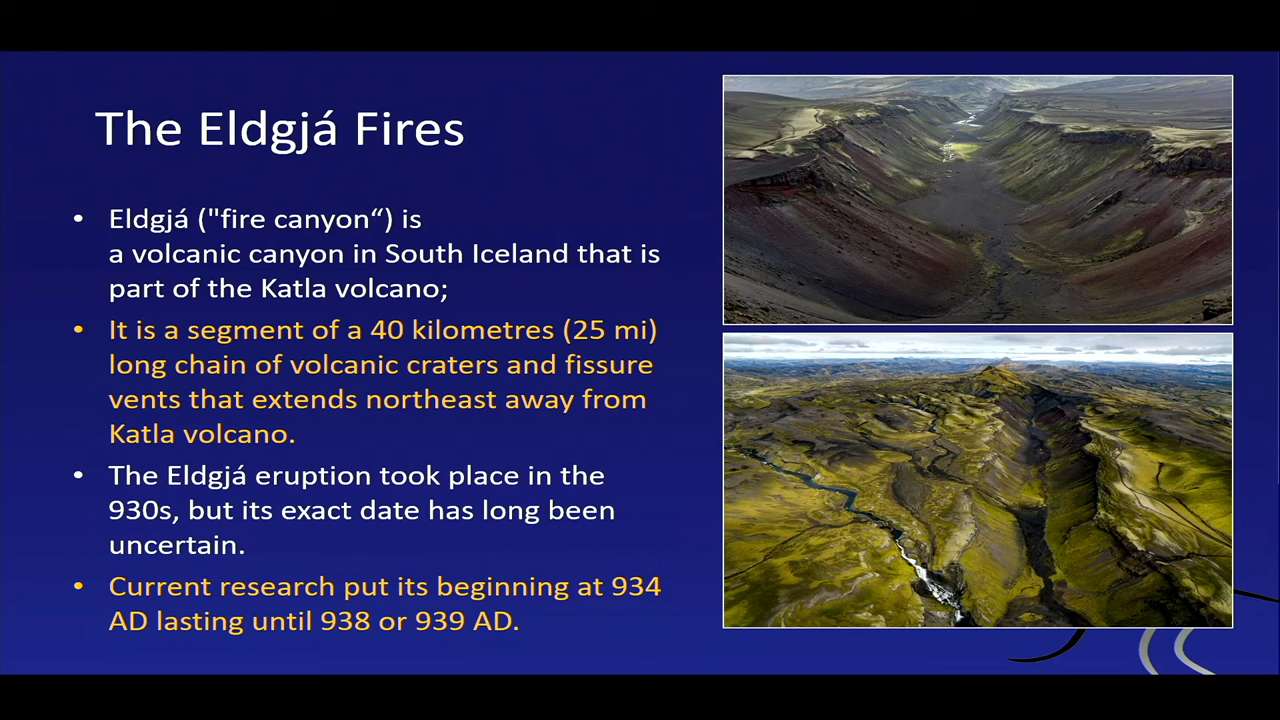 The Eldgjá Fires
• Eldgjá ("fire canyon“) is
a volcanic canyon in South Iceland that is
part of the Katla volcano;
• It is a segment of a 40 kilometres (25 mi)
long chain of volcanic craters and fissure
vents that extends northeast away from
Katla volcano.
• The Eldgjá eruption took place in the
930s, but its exact date has long been
uncertain.
• Current research put its beginning at 934
AD lasting until 938 or 939 AD.